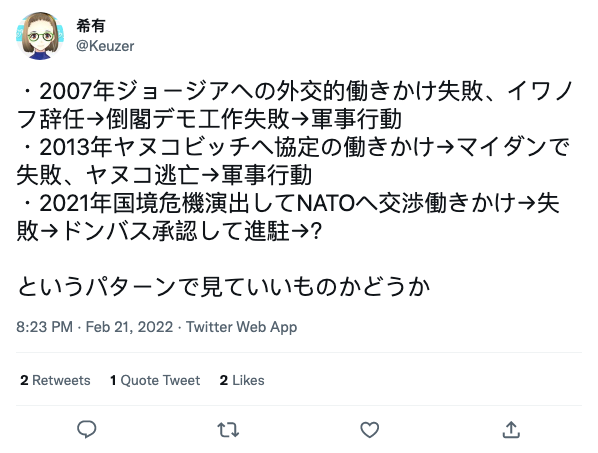 希有
@Keuzer
・2007年ジョージアへの外交的働きかけ失敗、イワノ
フ辞任→倒閣デモ工作失敗→軍事行動
・2013年ヤヌコビッチへ協定の働きかけ→マイダンで
失敗、ヤヌコ逃亡→軍事行動
・2021年国境危機演出してNATOへ交渉働きかけ→失
敗→ドンバス承認して進駐→?
というパターンで見ていいものかどうか
8:23 PM · Feb 21, 2022 · Twitter Web App
2 Retweets 1 Quote Tweet 2 Likes